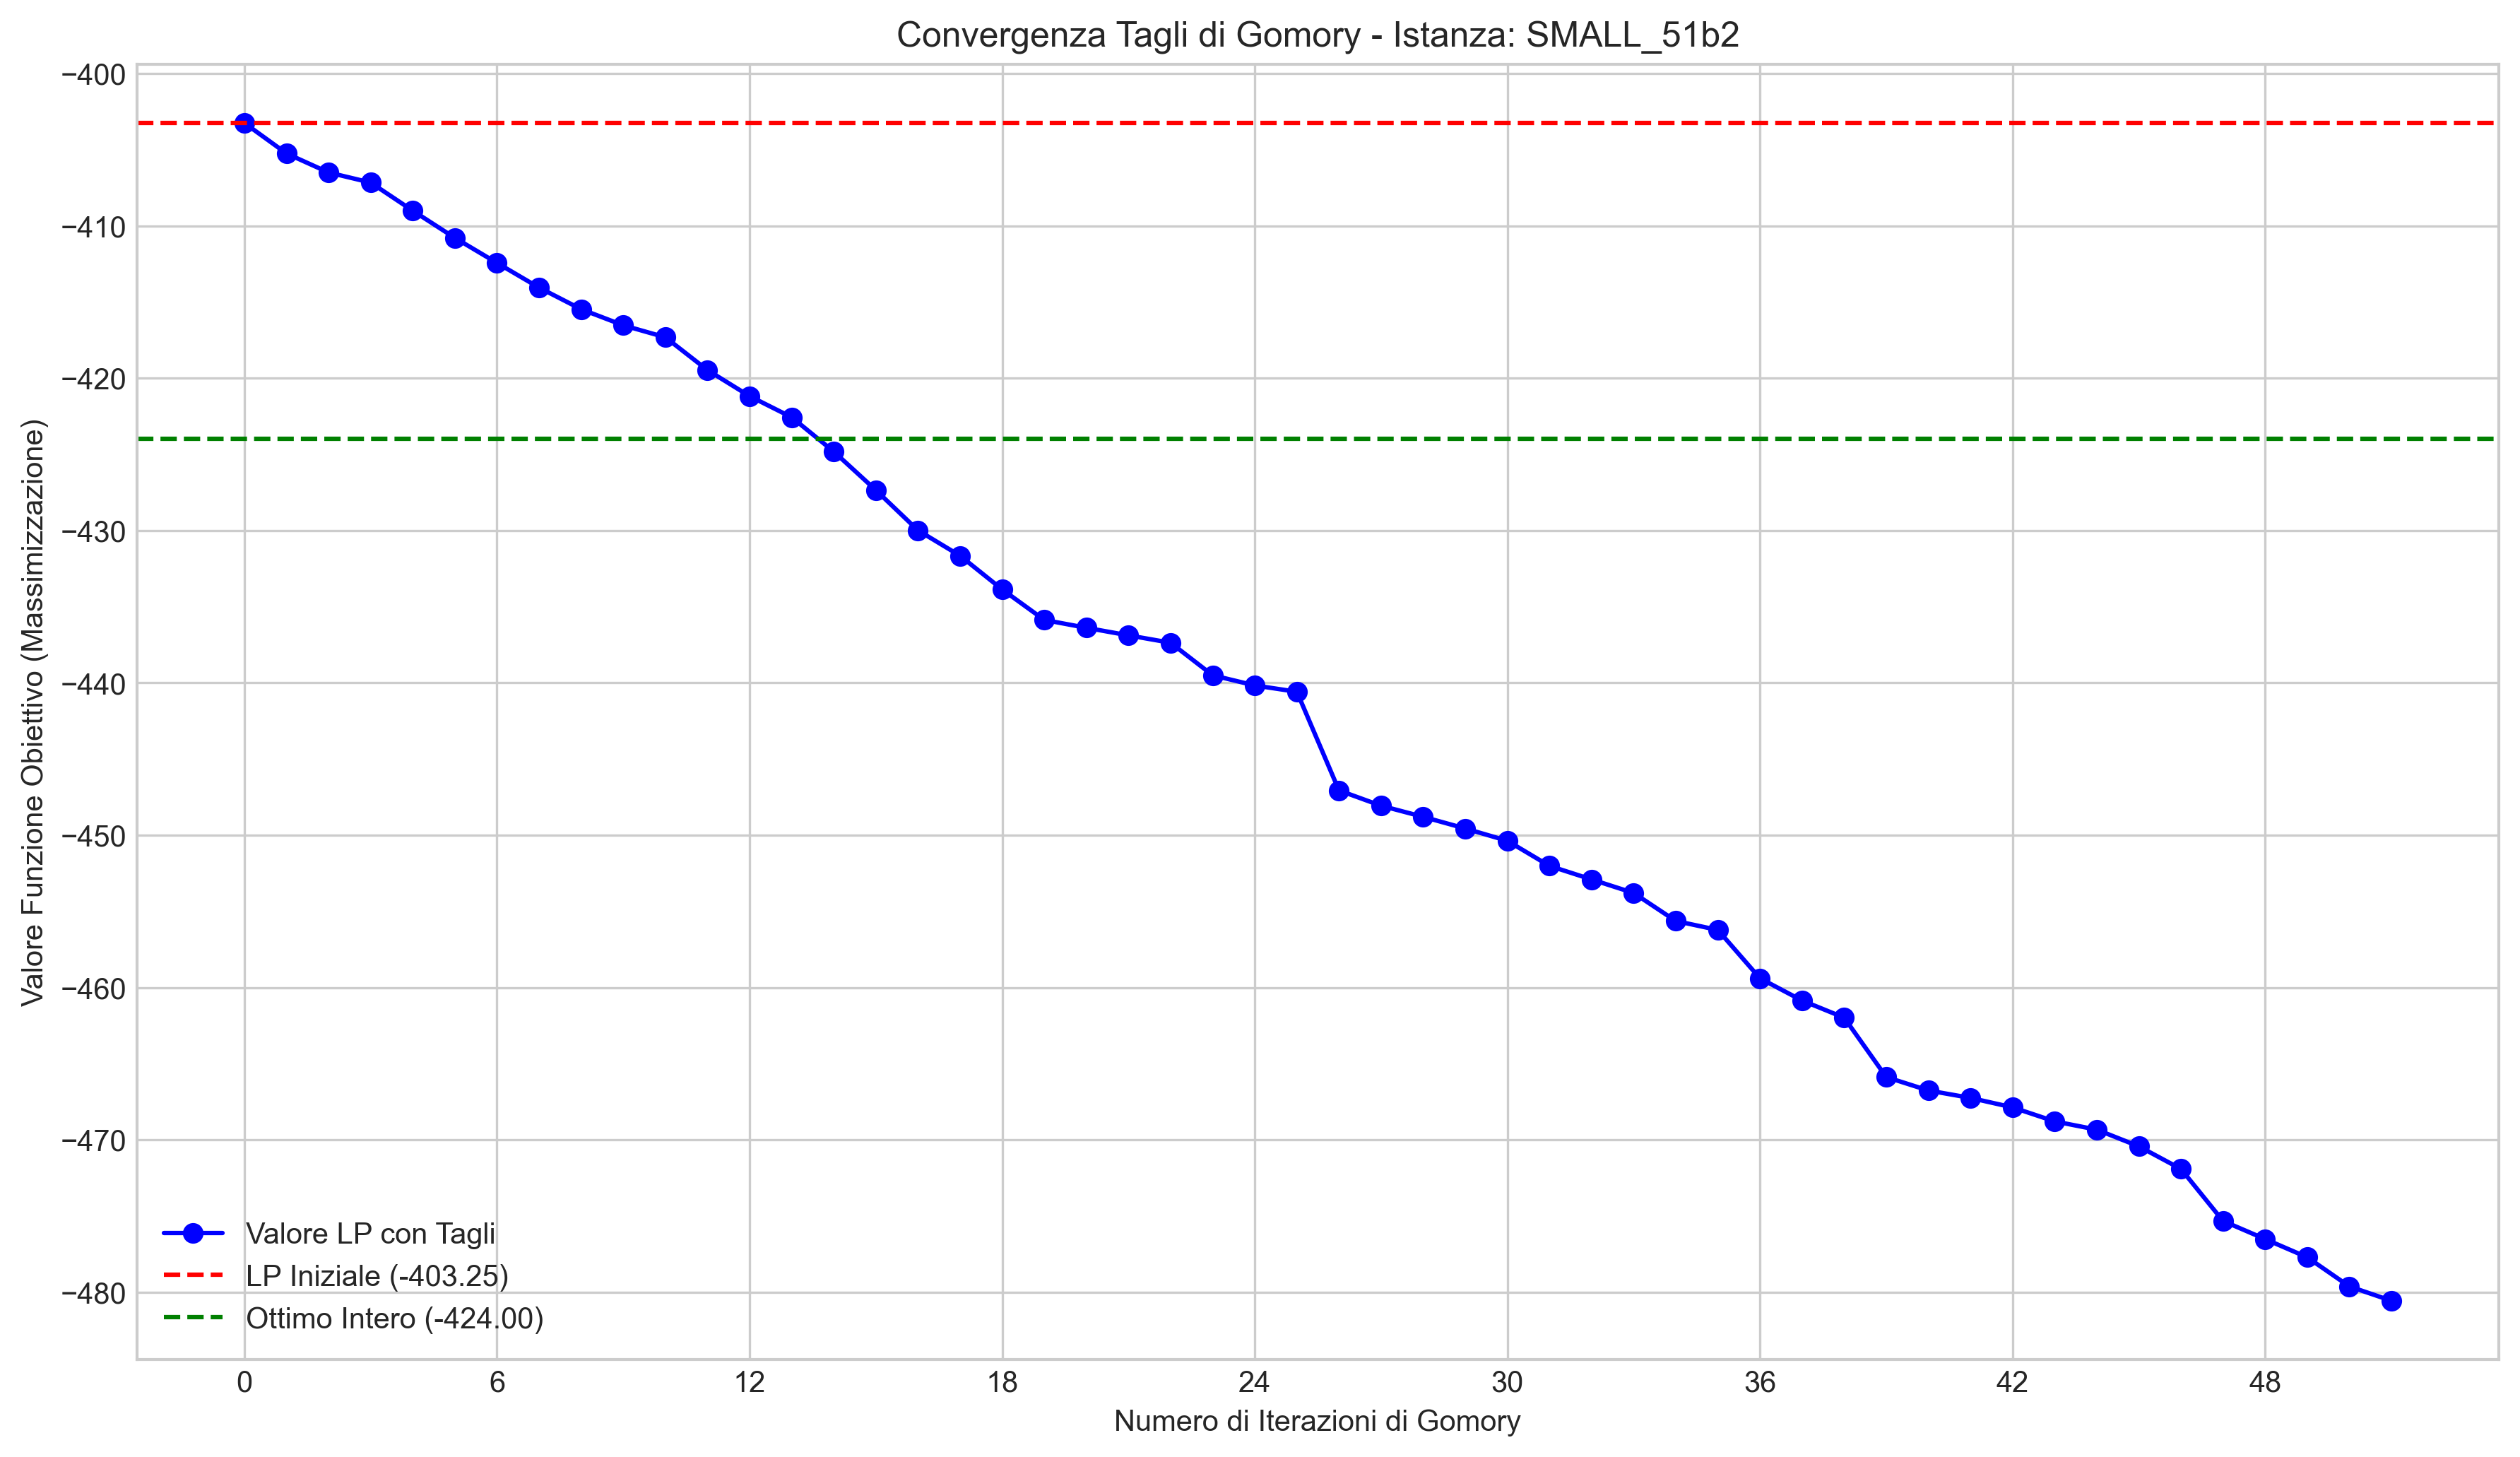 Convergenza Tagli di Gomory - Istanza: SMALL_51b2
Valore Funzione Obiettivo (Massimizzazione)
−400
−410
−420
−430
−440
−450
−460
−470
−480
Valore LP con Tagli
LP Iniziale (-403.25)
Ottimo Intero (-424.00)
0 6 12 18 24 30 36 42 48
Numero di Iterazioni di Gomory